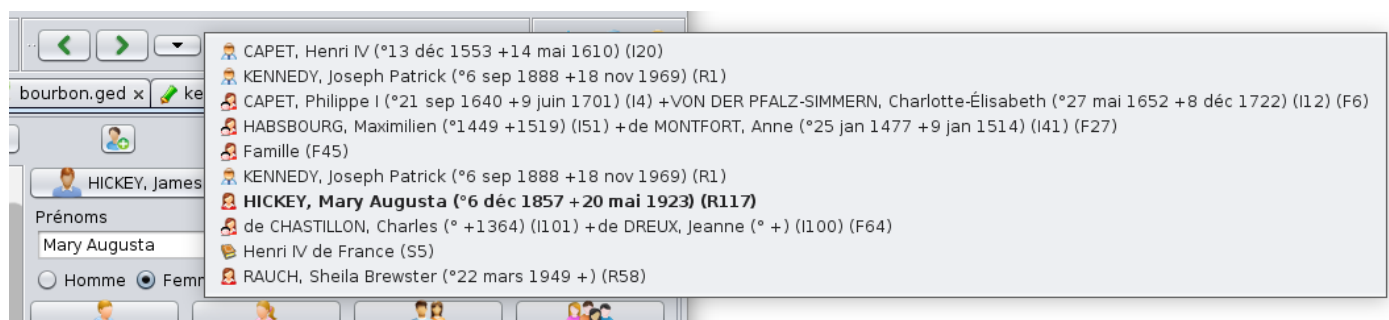 CAPET, Henri IV (°13 déc 1553 +14 mai 1610) (I20)
KENNEDY, Joseph Patrick (°6 sep 1888 +18 nov 1969) (R1)
CAPET, Philippe I (°21 sep 1640 +9 juin 1701) (I4) +VON DER PFALZ-SIMMERN, Charlotte-Élisabeth (°27 mai 1652 +8 déc 1722) (I12) (F6)
HABSBOURG, Maximilien (°1449 +1519) (I51) +de MONTFORT, Anne (°25 jan 1477 +9 jan 1514) (I41) (F27)
Famille (F45)
KENNEDY, Joseph Patrick (°6 sep 1888 +18 nov 1969) (R1)
HICKEY, Mary Augusta (°6 déc 1857 +20 mai 1923) (R117)
de CHASTILLON, Charles (° +1364) (I101) +de DREUX, Jeanne (° +) (I100) (F64)
Henri IV de France (S5)
RAUCH, Sheila Brewster (°22 mars 1949 +) (R58)
bourbon.ged x ke
HICKEY, James
Prénoms
Mary Augusta
Homme Femm